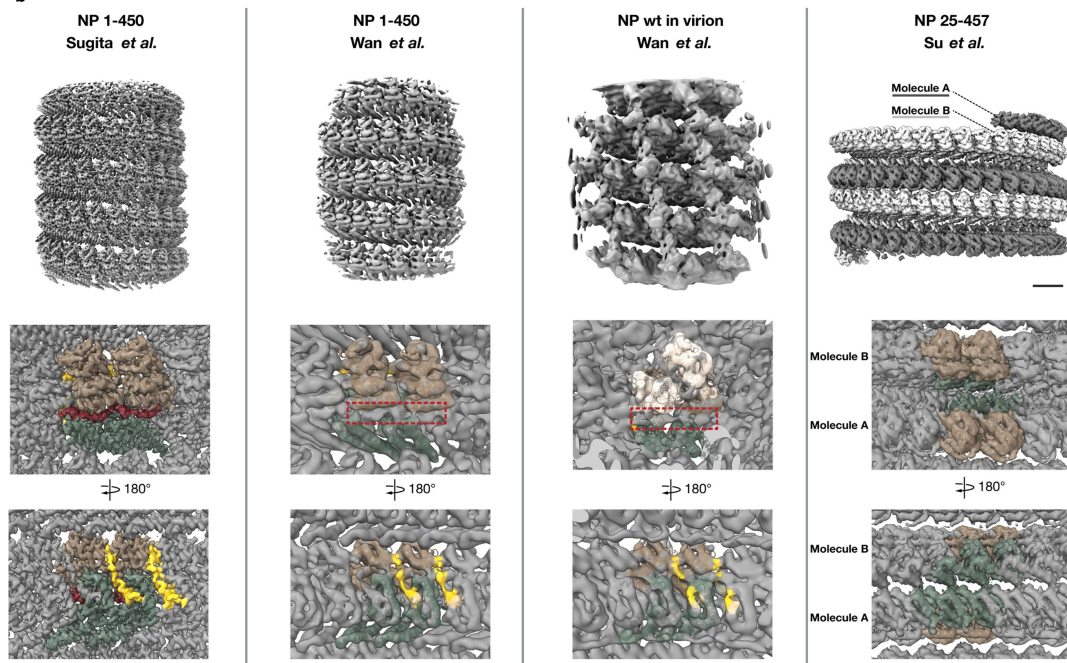 NP 1-450
Sugita et al.
NP 1-450
Wan et al.
NP wt in virion
Wan et al.
NP 25-457
Su et al.
Molecule A
Molecule B
Molecule B
Molecule A
180°
180°
180°
180°
Molecule B
Molecule A